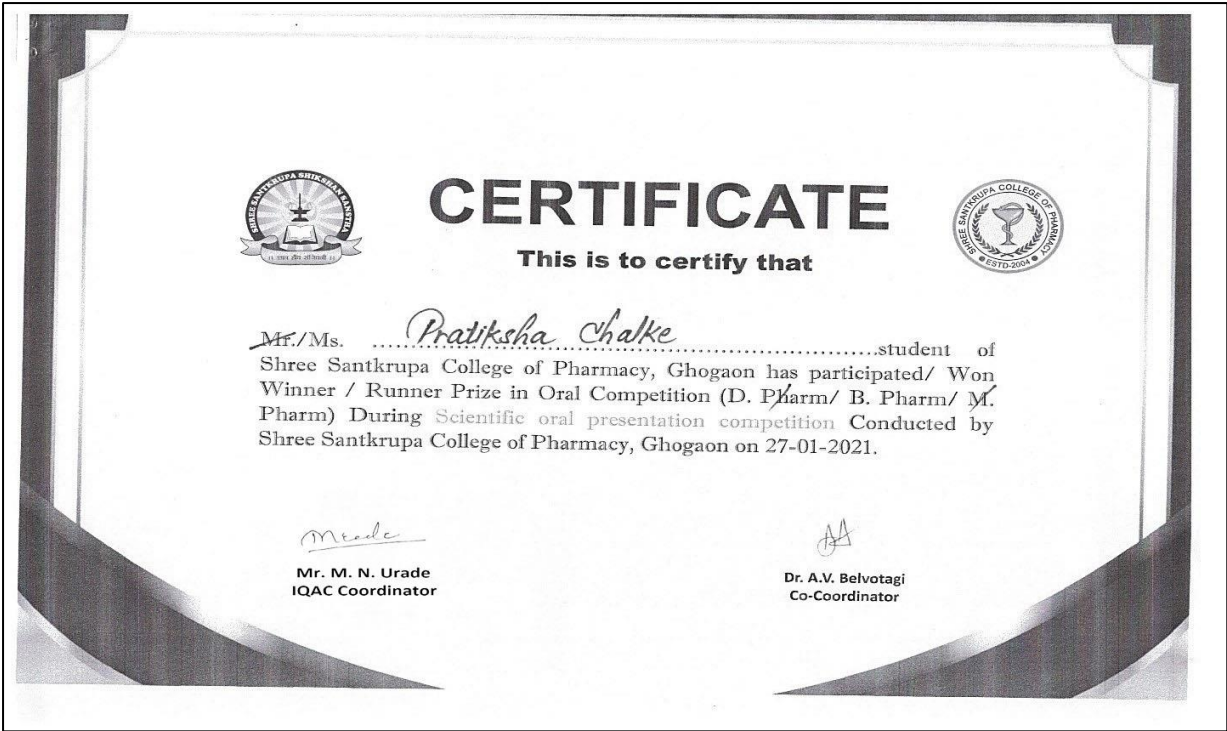 SHREE SANTKRUPA SHIKSHAN SANSTHA
CERTIFICATE
SHREE SANTKRUPA COLLEGE OF PHARMACY
ESTD-2004
This is to certify that
Mr./Ms. ....Pratiksha Chalke....student of
Shree Santkrupa College of Pharmacy, Ghogaon has participated/ Won
Winner / Runner Prize in Oral Competition (D. Pharm/ B. Pharm/ M.
Pharm) During Scientific oral presentation competition Conducted by
Shree Santkrupa College of Pharmacy, Ghogaon on 27-01-2021.
Mr. M. N. Urade
IQAC Coordinator
Dr. A.V. Belvotagi
Co-Coordinator